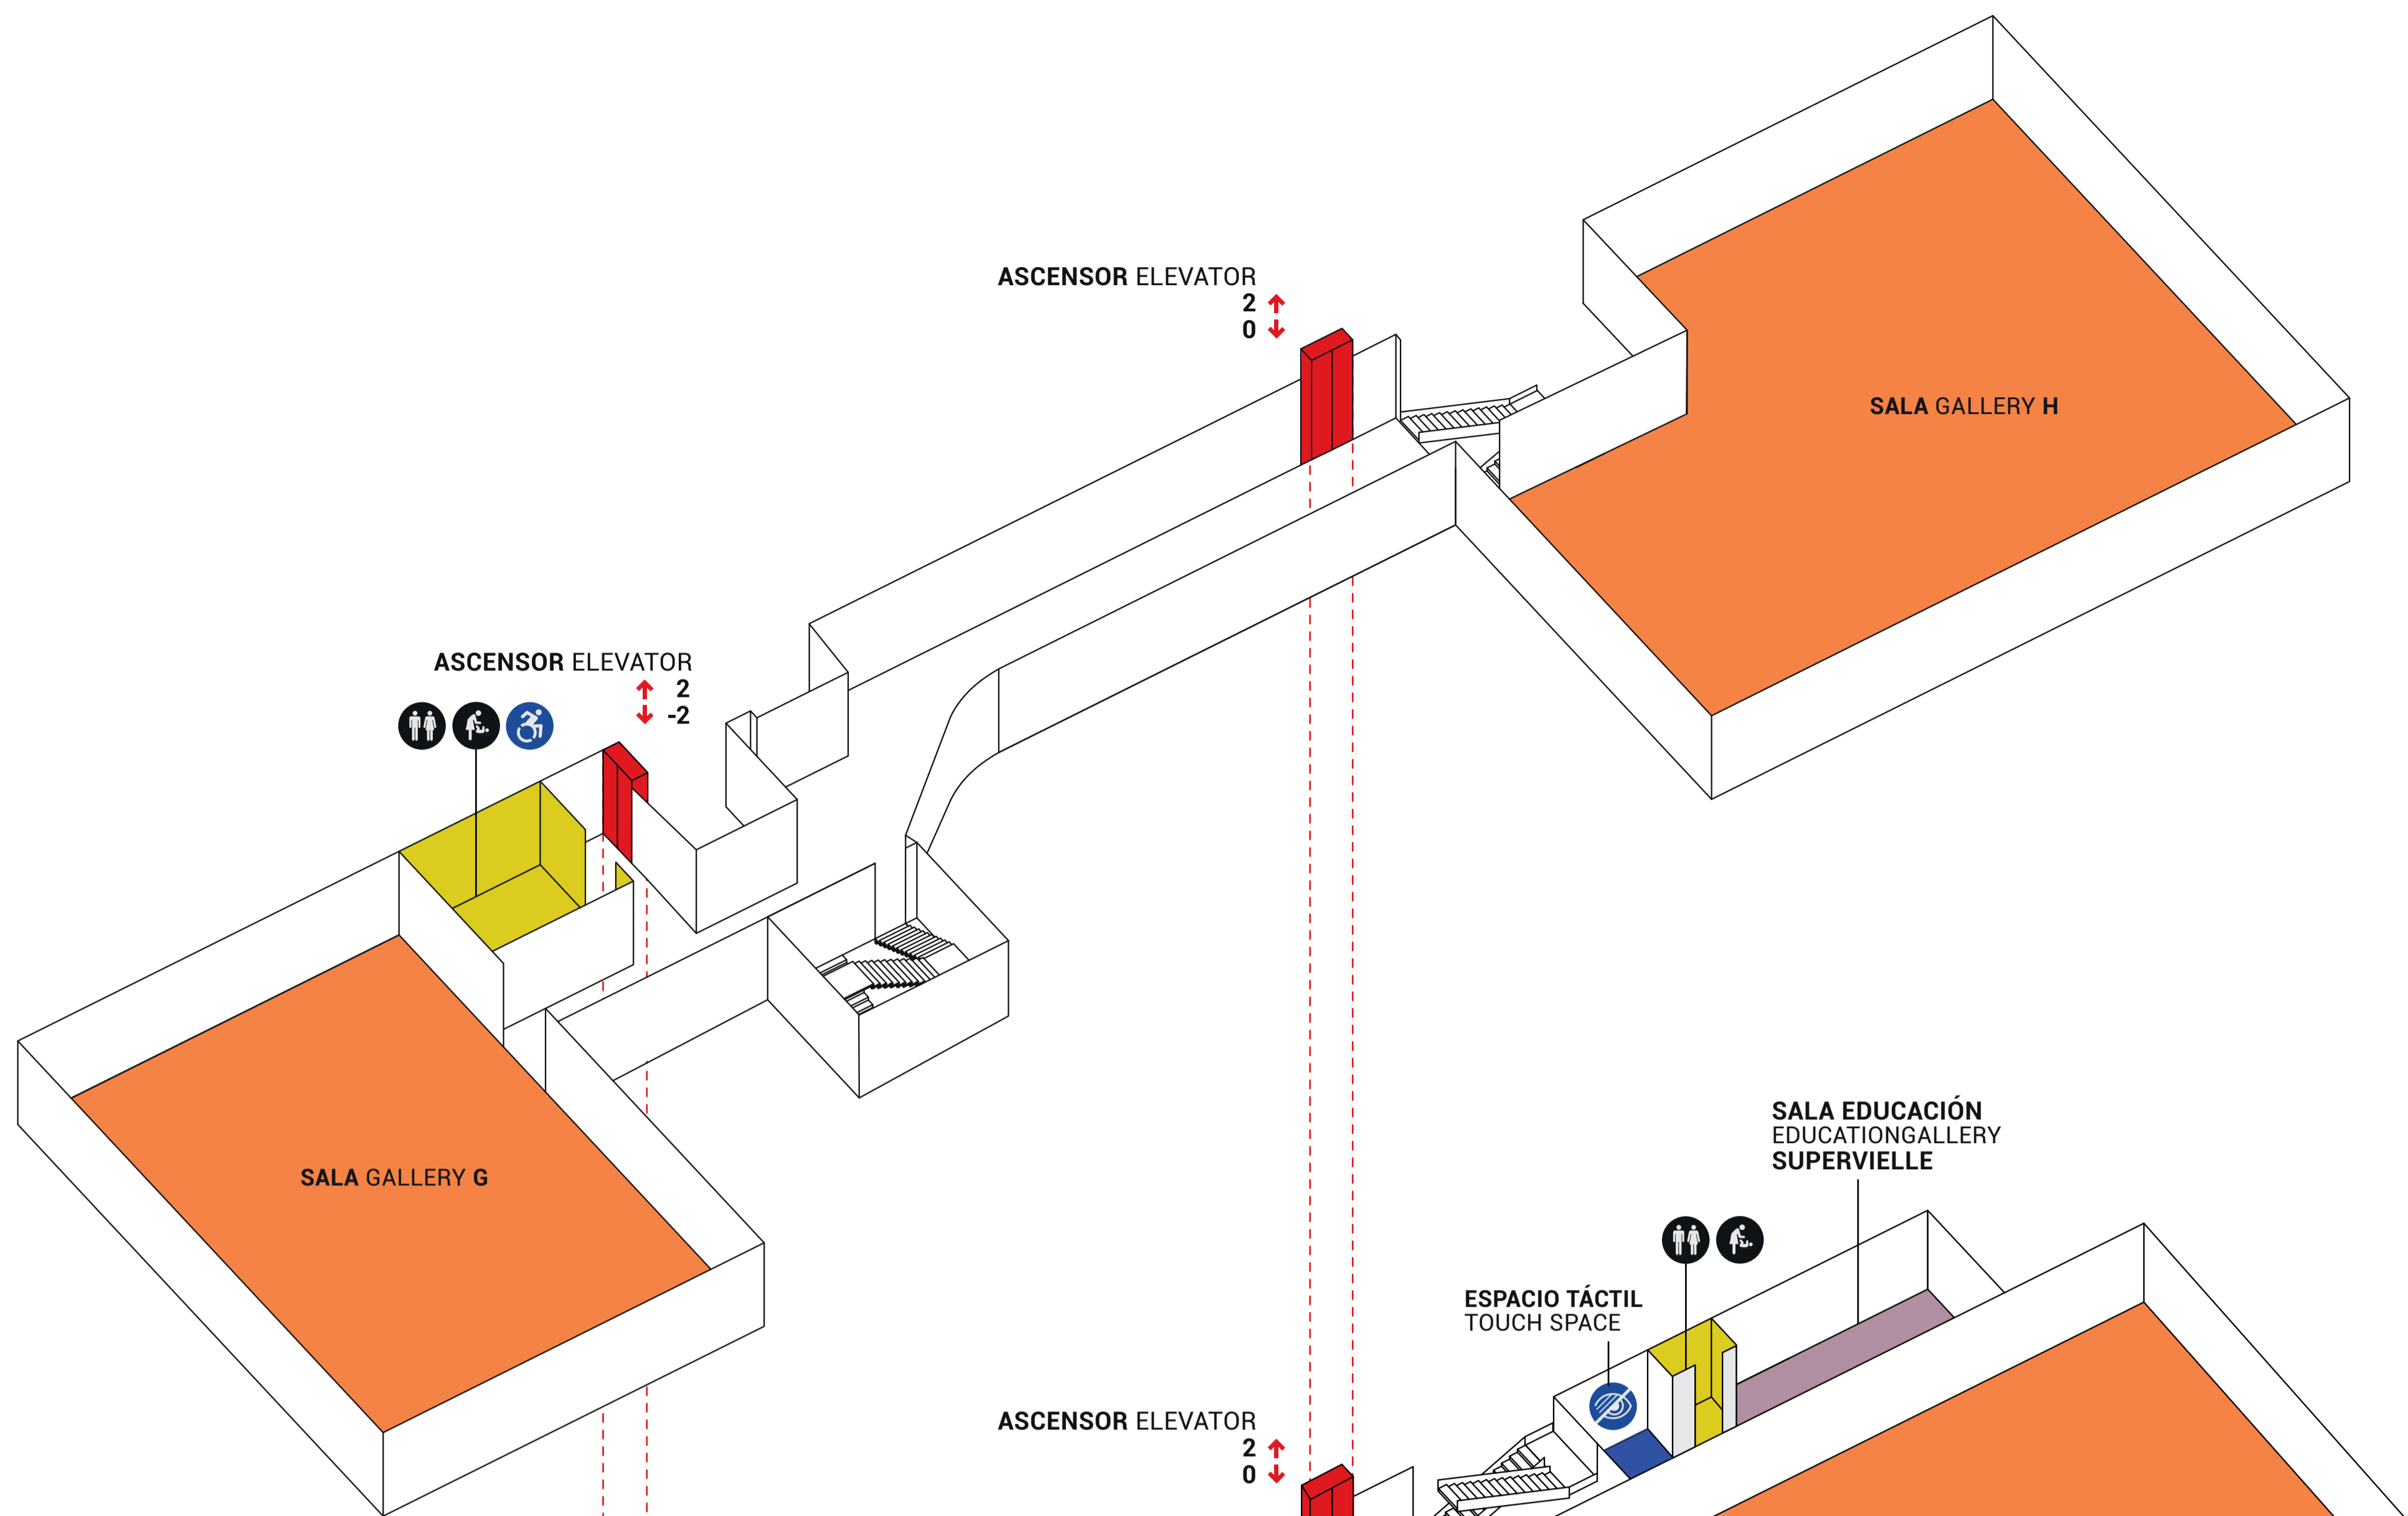 ASCENSOR ELEVATOR
2
0
SALA GALLERY H
ASCENSOR ELEVATOR
2
-2
SALA GALLERY G
SALA EDUCACIÓN
EDUCATIONGALLERY
SUPERVIELLE
ESPACIO TÁCTIL
TOUCH SPACE
ASCENSOR ELEVATOR
2
0